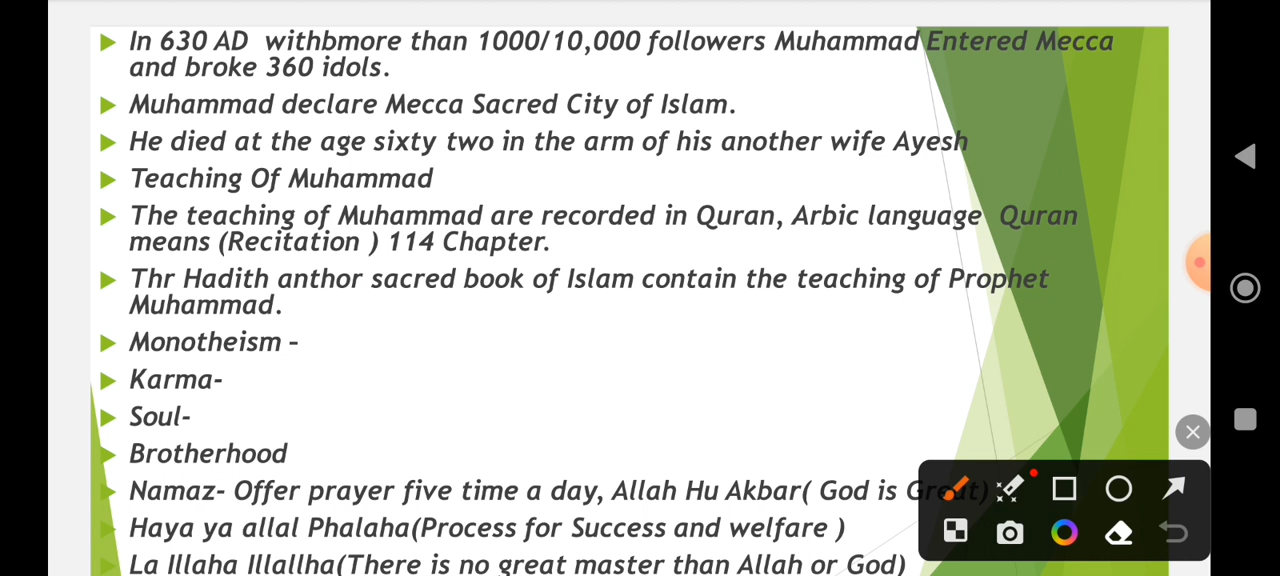 In 630 AD withbmore than 1000/10,000 followers Muhammad Entered Mecca
and broke 360 idols.
Muhammad declare Mecca Sacred City of Islam.
He died at the age sixty two in the arm of his another wife Ayesh
Teaching Of Muhammad
The teaching of Muhammad are recorded in Quran, Arbic language Quran
means (Recitation ) 114 Chapter.
Thr Hadith anthor sacred book of Islam contain the teaching of Prophet
Muhammad.
Monotheism –
Karma-
Soul-
Brotherhood
Namaz- Offer prayer five time a day, Allah Hu Akbar( God is Great)
Haya ya allal Phalaha(Process for Success and welfare )
La Illaha Illallha(There is no great master than Allah or God)